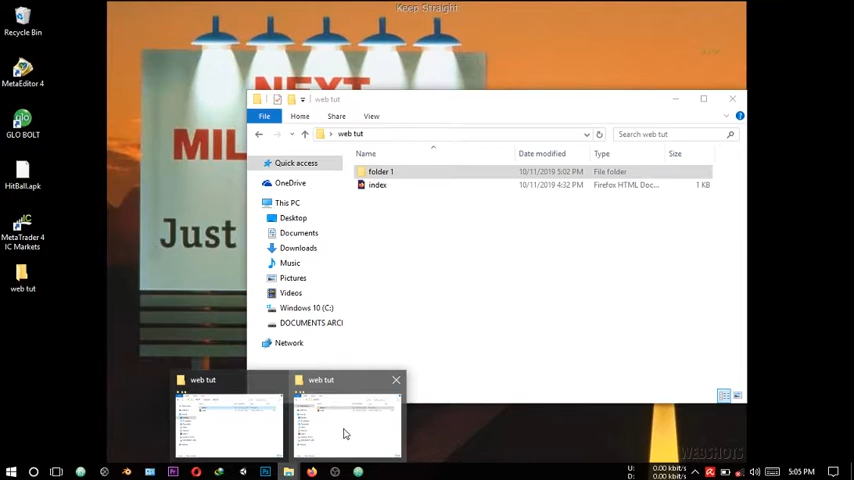 Keep Straight
Recycle Bin
MetaEditor 4
GLO BOLT
HitBall.apk
MetaTrader 4
IC Markets
web tut
NEXT
MIL
Just
web tut
File
Home
Share
View
web tut
Search web tut
Name
Date modified
Type
Size
folder 1
10/11/2019 5:02 PM
File folder
index
10/11/2019 4:32 PM
Firefox HTML Doc...
1 KB
Quick access
OneDrive
This PC
Desktop
Documents
Downloads
Music
Pictures
Videos
Windows 10 (C:)
DOCUMENTS ARCI
Network
web tut
web tut
WEBSHOTS
U:
D:
0.00 kbit/s
0.00 kbit/s
5:05 PM